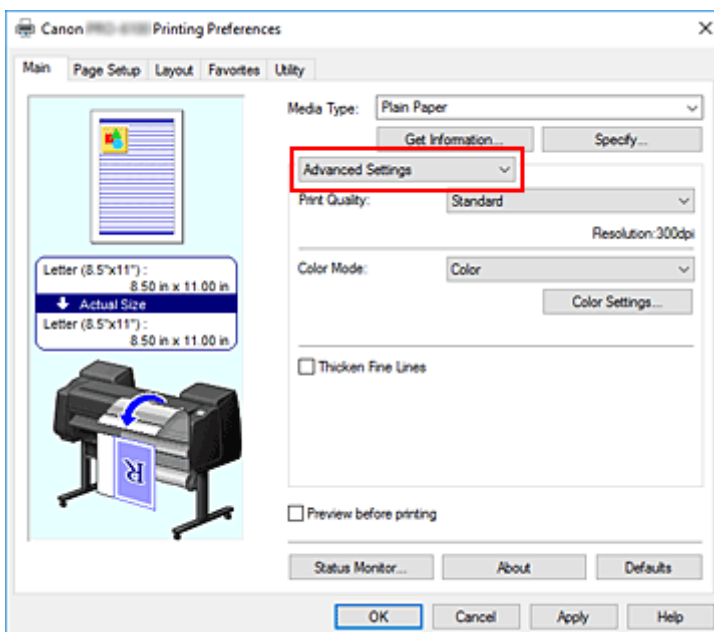 Canon Printing Preferences
Main Page Setup Layout Favorites Utility
Media Type: Plain Paper
Get Information... Specify...
Advanced Settings
Print Quality: Standard
Resolution:300dpi
Color Mode: Color
Color Settings...
Thicken Fine Lines
Letter (8.5"x11") :
8.50 in x 11.00 in
Actual Size
Letter (8.5"x11") :
8.50 in x 11.00 in
R
Preview before printing
Status Monitor... About Defaults
OK Cancel Apply Help